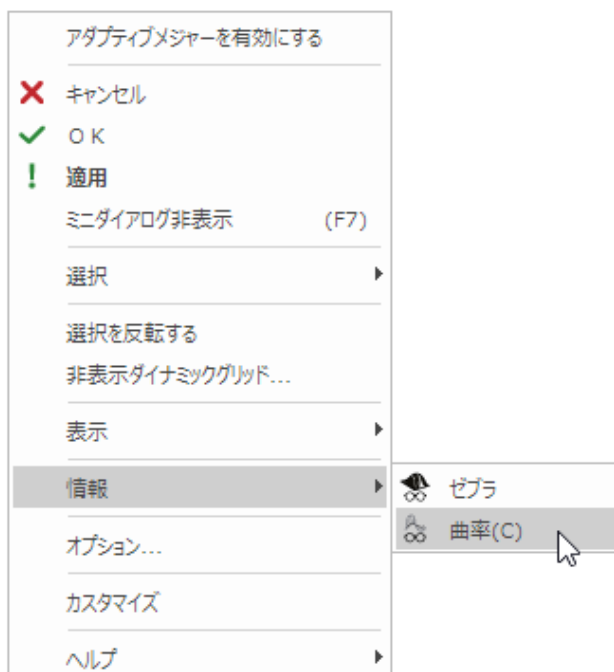 アダプティブメジャーを有効にする
キャンセル
ＯＫ
適用
ミニダイアログ非表示 (F7)
選択
選択を反転する
非表示ダイナミックグリッド...
表示
情報
ゼブラ
曲率(C)
オプション...
カスタマイズ
ヘルプ